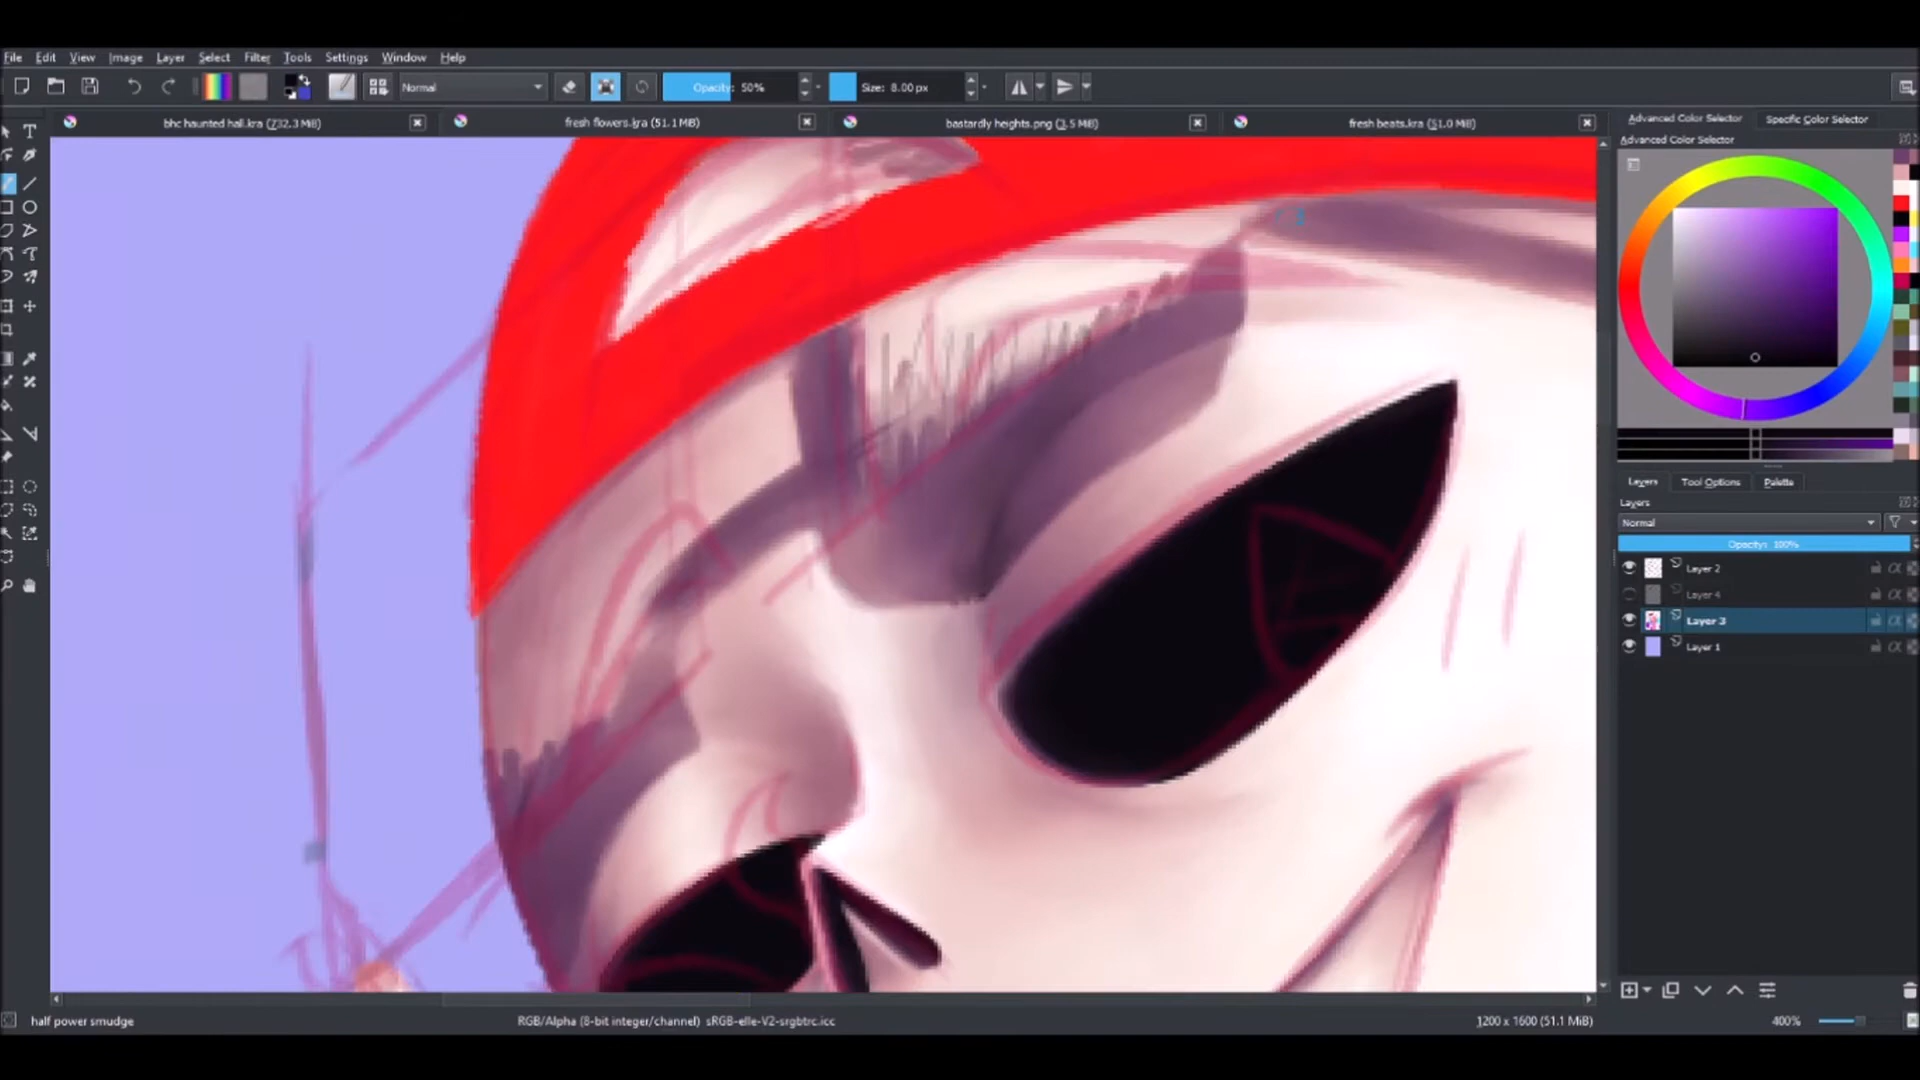 File Edit View Image Layer Select Filter Tools Settings Window Help
Normal Opacity: 50% Size: 8.00 px
bhc haunted hall.kra (732.3 MiB) fresh flowers.kra (51.1 MiB) bastardly heights.png (3.5 MiB) fresh beats.kra (51.0 MiB)
Advanced Color Selector Specific Color Selector
Advanced Color Selector
Layers Tool Options Palette
Layers
Normal
Opacity: 100%
Layer 2
Layer 4
Layer 3
Layer 1
half power smudge RGB/Alpha (8-bit integer/channel) sRGB-elle-V2-srgbtrc.icc 1200 x 1600 (51.1 MiB) 400%